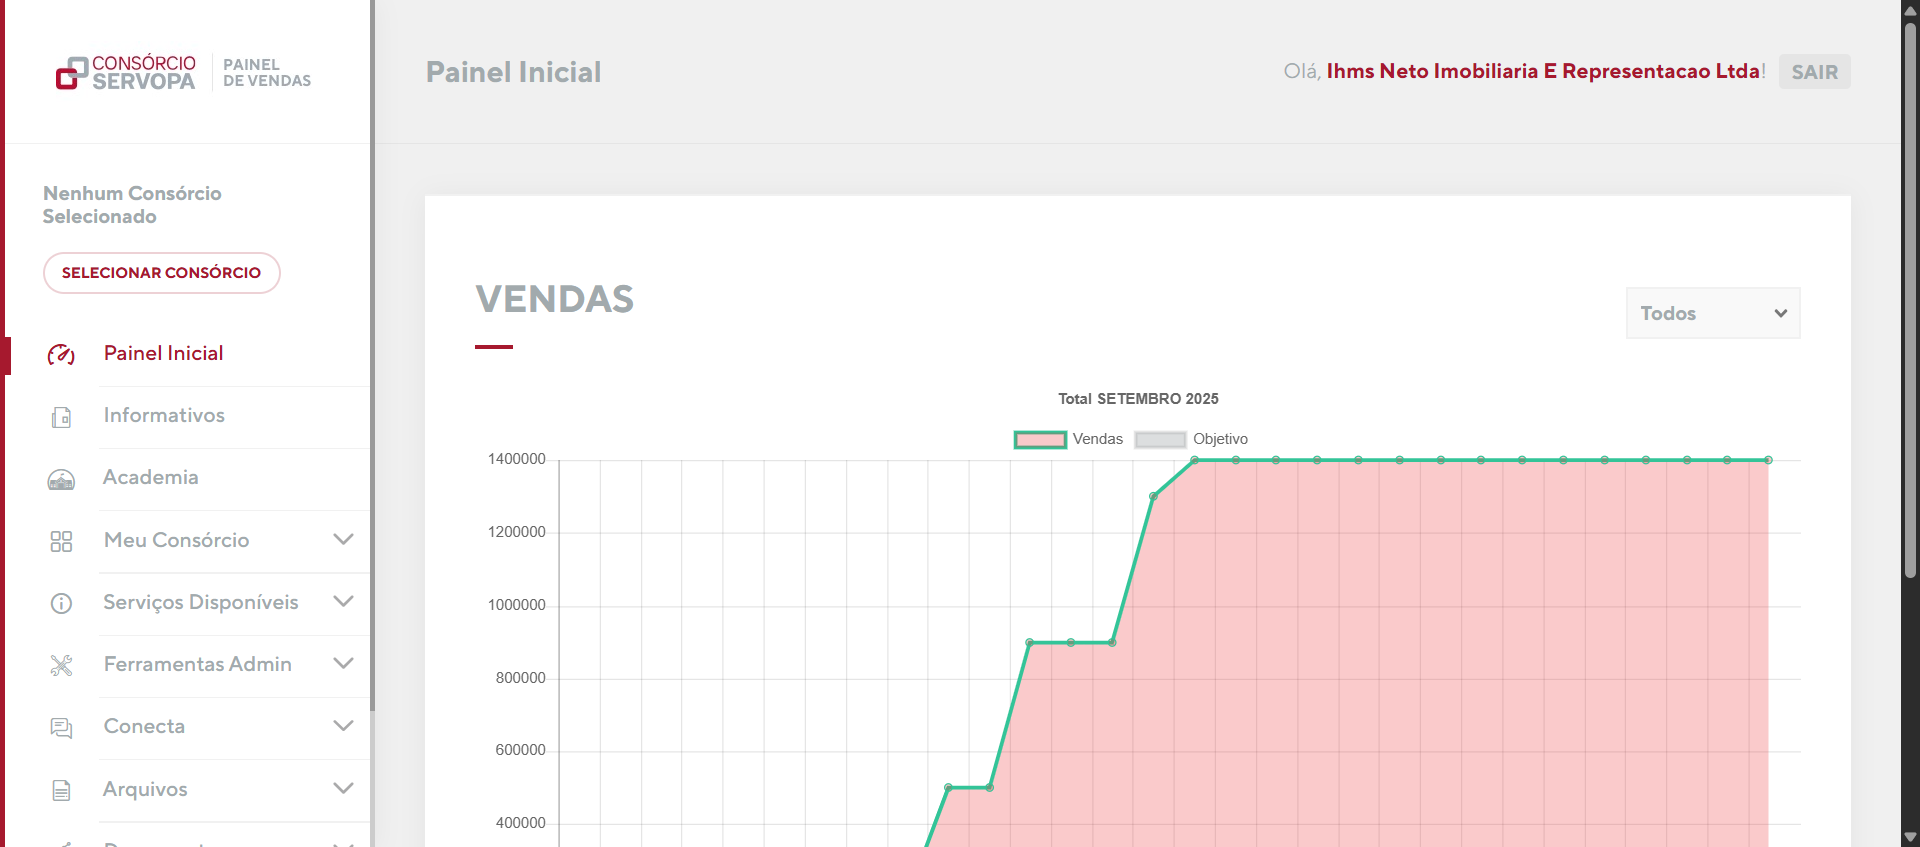 CONSÓRCIO
SERVOPA
PAINEL
DE VENDAS
Painel Inicial
Olá, Ihms Neto Imobiliaria E Representacao Ltda!
SAIR
Nenhum Consórcio
Selecionado
SELECIONAR CONSÓRCIO
Painel Inicial
Informativos
Academia
Meu Consórcio
Serviços Disponíveis
Ferramentas Admin
Conecta
Arquivos
VENDAS
Todos
Total SETEMBRO 2025
Vendas
Objetivo
1400000
1200000
1000000
800000
600000
400000